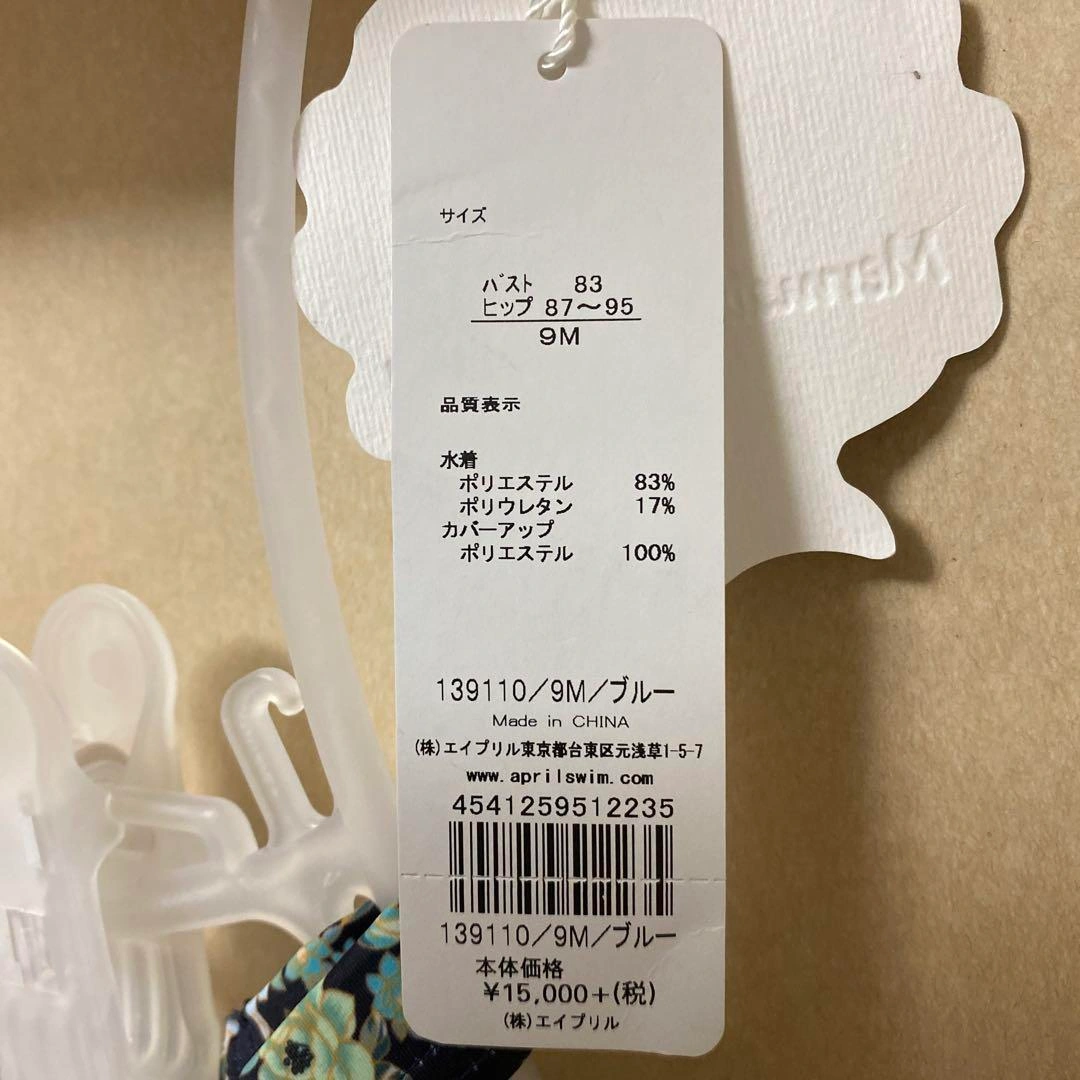 サイズ
バスト 83
ヒップ 87〜95
9M
品質表示
水着
ポリエステル 83%
ポリウレタン 17%
カバーアップ
ポリエステル 100%
139110/9M/ブルー
Made in CHINA
(株)エイプリル東京都台東区元浅草1-5-7
www.aprilswim.com
4541259512235
139110/9M/ブルー
本体価格
¥15,000+(税)
(株)エイプリル